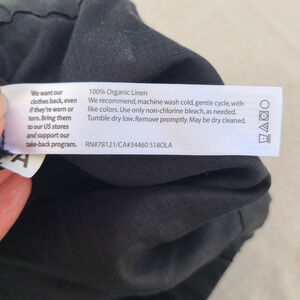 We want our
clothes back, even
if they're worn or
torn. Bring them
to our US stores
and support our
take-back program.
100% Organic Linen
We recommend, machine wash cold, gentle cycle, with
like colors. Use only non-chlorine bleach, as needed.
Tumble dry low. Remove promptly. May be dry cleaned.
RN#78121/CA#34460 S18OLA
A